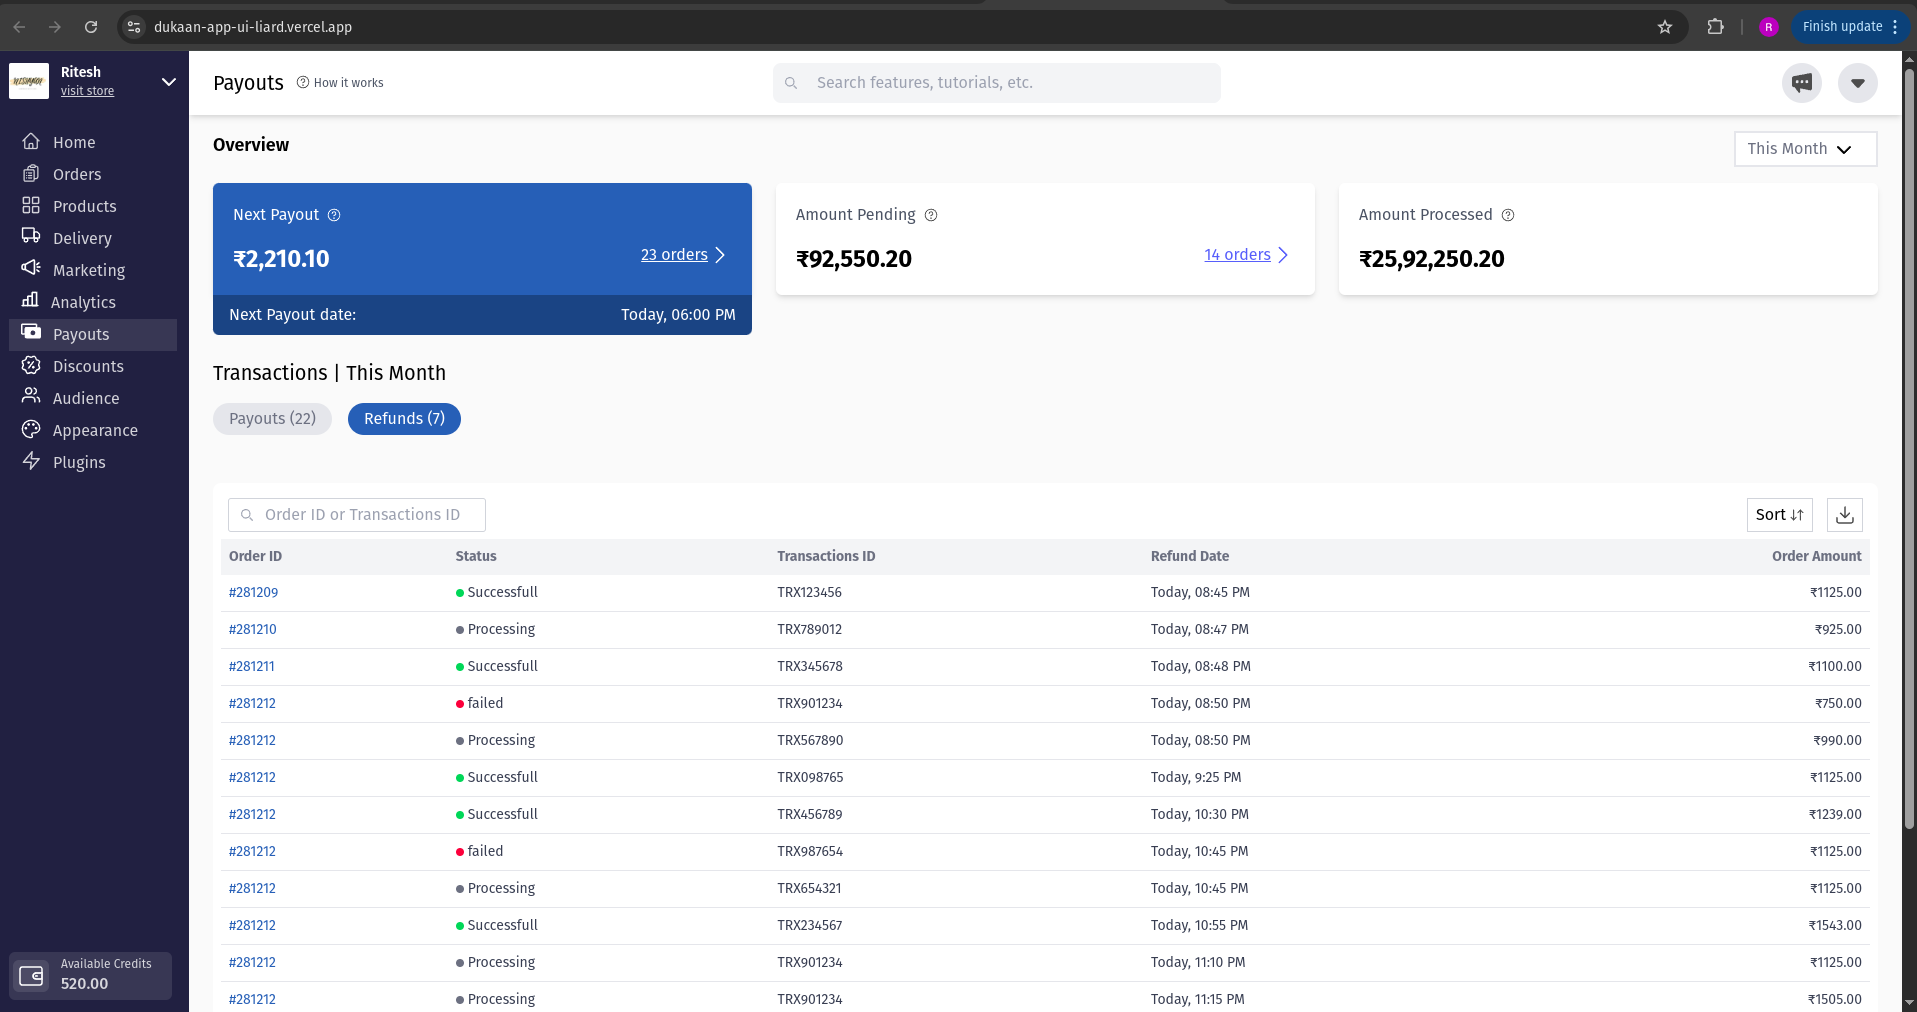 dukaan-app-ui-liard.vercel.app
R
Finish update
Ritesh
visit store
Payouts
How it works
Search features, tutorials, etc.
Home
Orders
Products
Delivery
Marketing
Analytics
Payouts
Discounts
Audience
Appearance
Plugins
Available Credits
520.00
Overview
This Month
Next Payout
₹2,210.10
23 orders
Next Payout date:
Today, 06:00 PM
Amount Pending
₹92,550.20
14 orders
Amount Processed
₹25,92,250.20
Transactions | This Month
Payouts (22)
Refunds (7)
Order ID or Transactions ID
Sort
Order ID Status Transactions ID Refund Date Order Amount
#281209 Successfull TRX123456 Today, 08:45 PM ₹1125.00
#281210 Processing TRX789012 Today, 08:47 PM ₹925.00
#281211 Successfull TRX345678 Today, 08:48 PM ₹1100.00
#281212 failed TRX901234 Today, 08:50 PM ₹750.00
#281212 Processing TRX567890 Today, 08:50 PM ₹990.00
#281212 Successfull TRX098765 Today, 9:25 PM ₹1125.00
#281212 Successfull TRX456789 Today, 10:30 PM ₹1239.00
#281212 failed TRX987654 Today, 10:45 PM ₹1125.00
#281212 Processing TRX654321 Today, 10:45 PM ₹1125.00
#281212 Successfull TRX234567 Today, 10:55 PM ₹1543.00
#281212 Processing TRX901234 Today, 11:10 PM ₹1125.00
#281212 Processing TRX901234 Today, 11:15 PM ₹1505.00